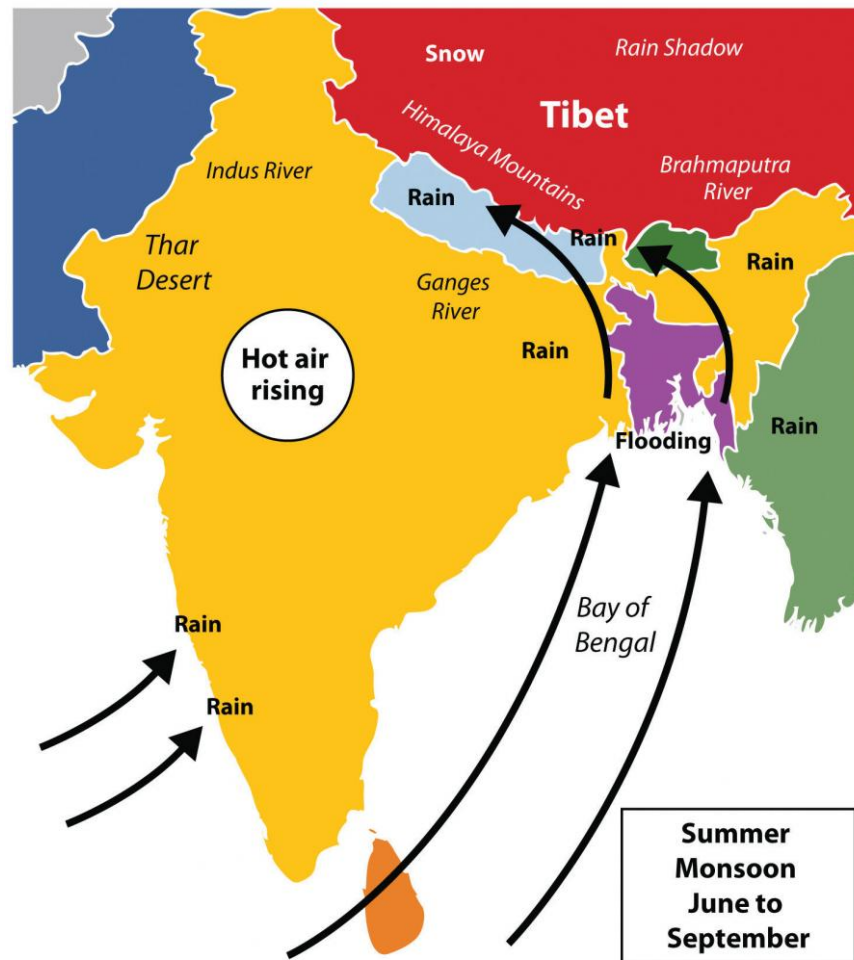 Snow
Rain Shadow
Tibet
Himalaya Mountains
Brahmaputra
River
Indus River
Rain
Rain
Rain
Thar
Desert
Ganges
River
Hot air
rising
Rain
Flooding
Rain
Bay of
Bengal
Rain
Rain
Summer
Monsoon
June to
September